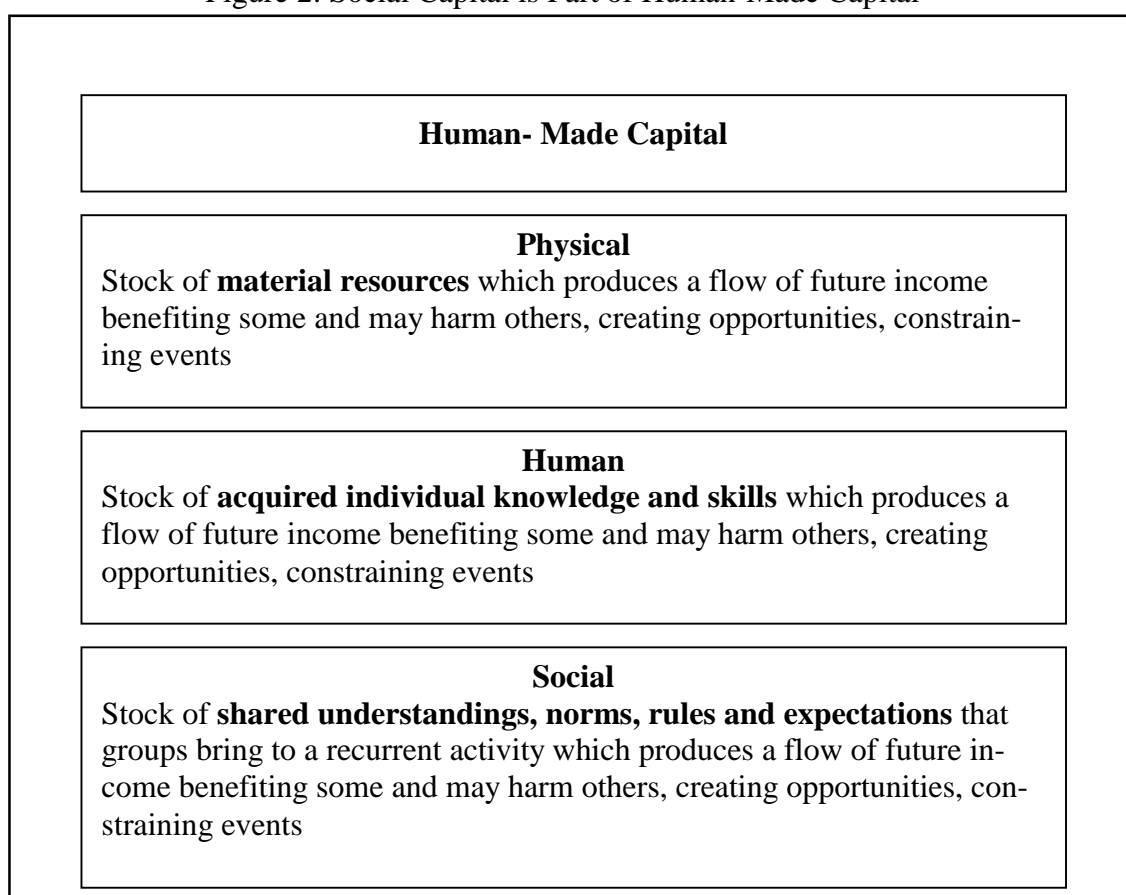 Figure 2: Social Capital is Part of Human-Made Capital
Human- Made Capital
Physical
Stock of material resources which produces a flow of future income
benefiting some and may harm others, creating opportunities, constrain-
ing events
Human
Stock of acquired individual knowledge and skills which produces a
flow of future income benefiting some and may harm others, creating
opportunities, constraining events
Social
Stock of shared understandings, norms, rules and expectations that
groups bring to a recurrent activity which produces a flow of future in-
come benefiting some and may harm others, creating opportunities, con-
straining events